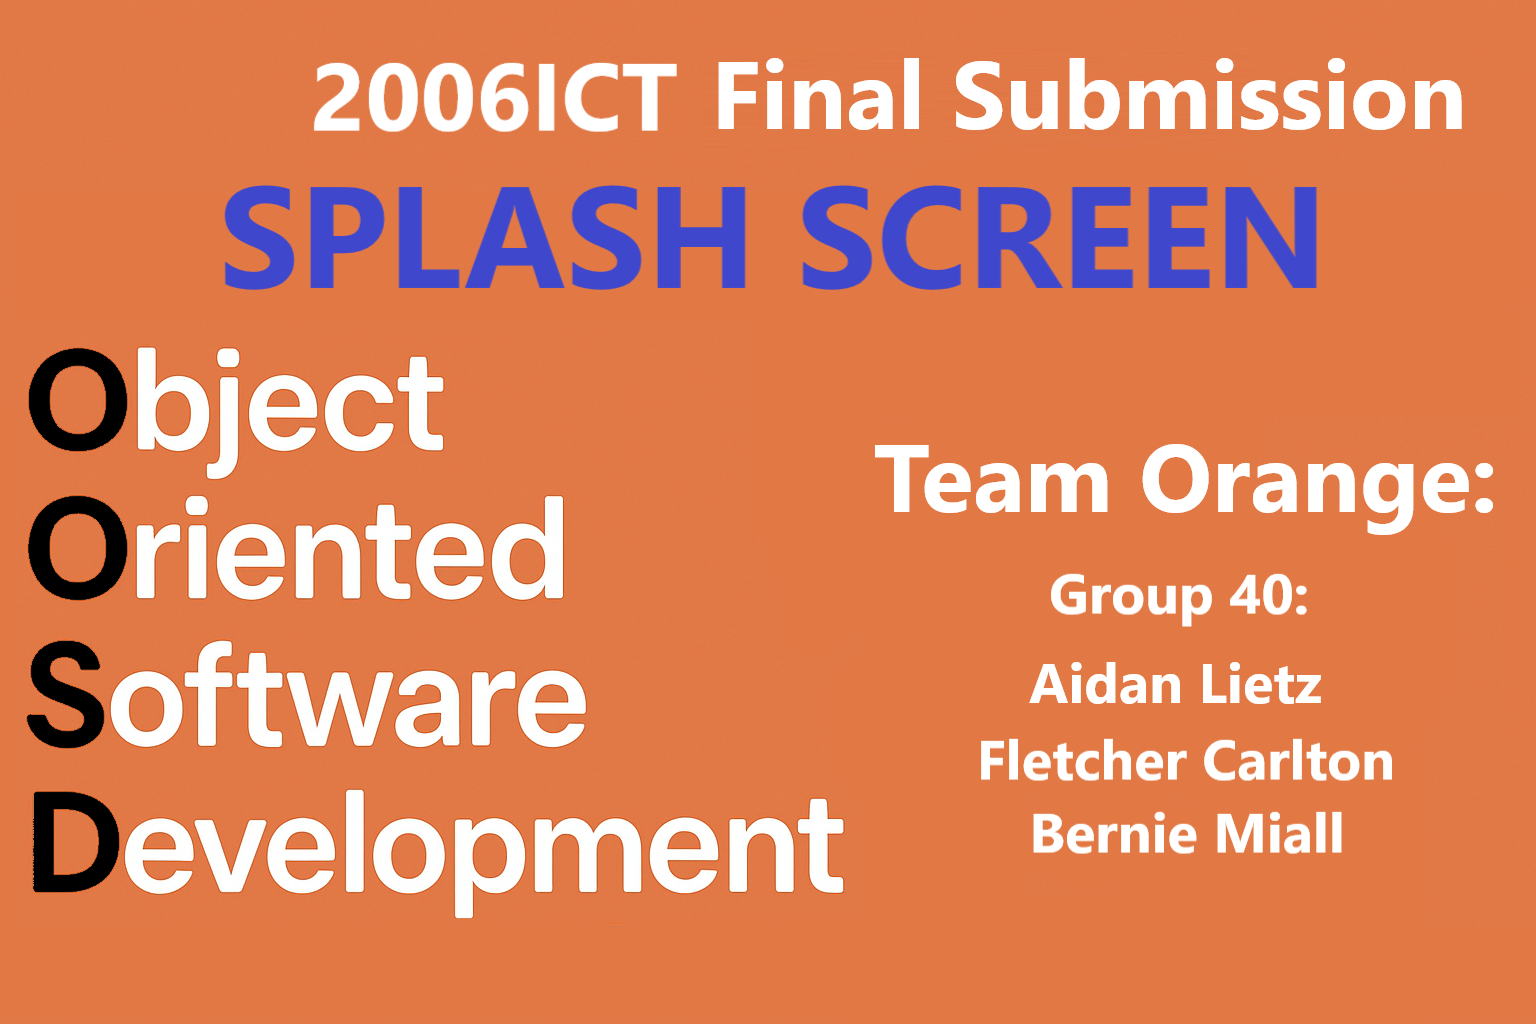 2006ICT Final Submission
SPLASH SCREEN
Object
Oriented
Software
Development
Team Orange:
Group 40:
Aidan Lietz
Fletcher Carlton
Bernie Miall